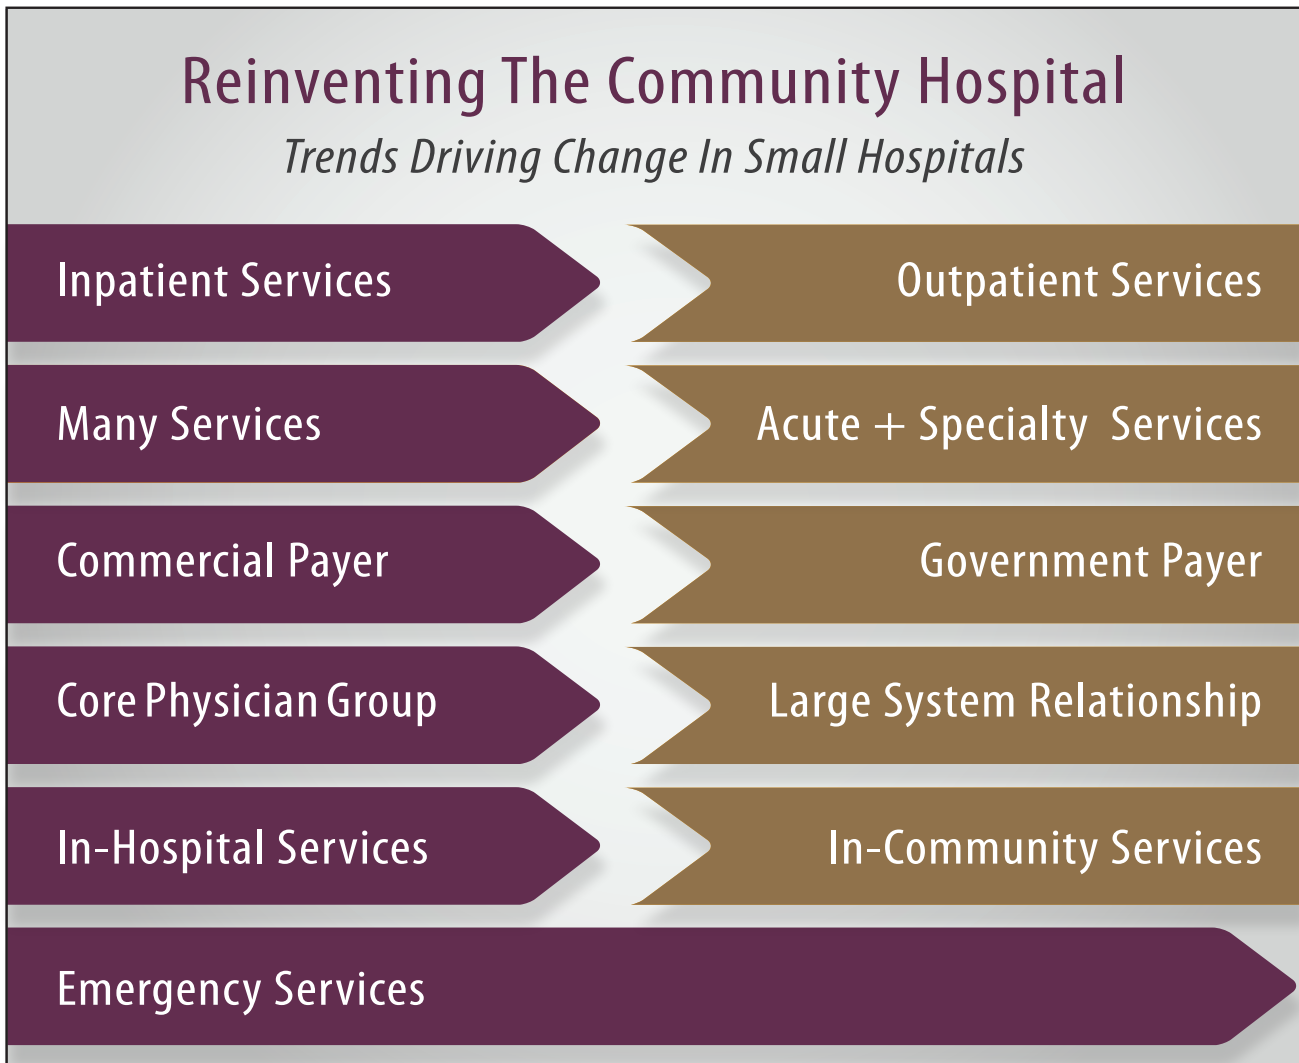 Reinventing The Community Hospital
Trends Driving Change In Small Hospitals
Inpatient Services
Outpatient Services
Many Services
Acute + Specialty Services
Commercial Payer
Government Payer
Core Physician Group
Large System Relationship
In-Hospital Services
In-Community Services
Emergency Services